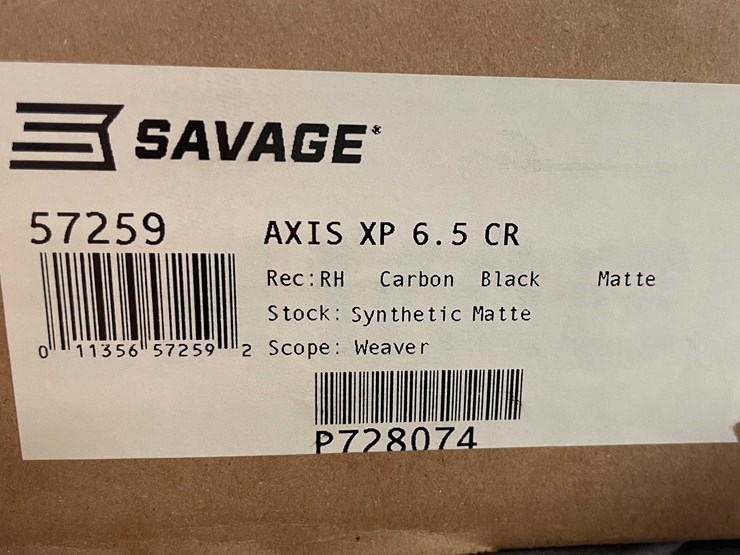 SAVAGE®
57259
AXIS XP 6.5 CR
Rec:RH Carbon Black Matte
Stock: Synthetic Matte
Scope: Weaver
0 11356 57259 2
P728074